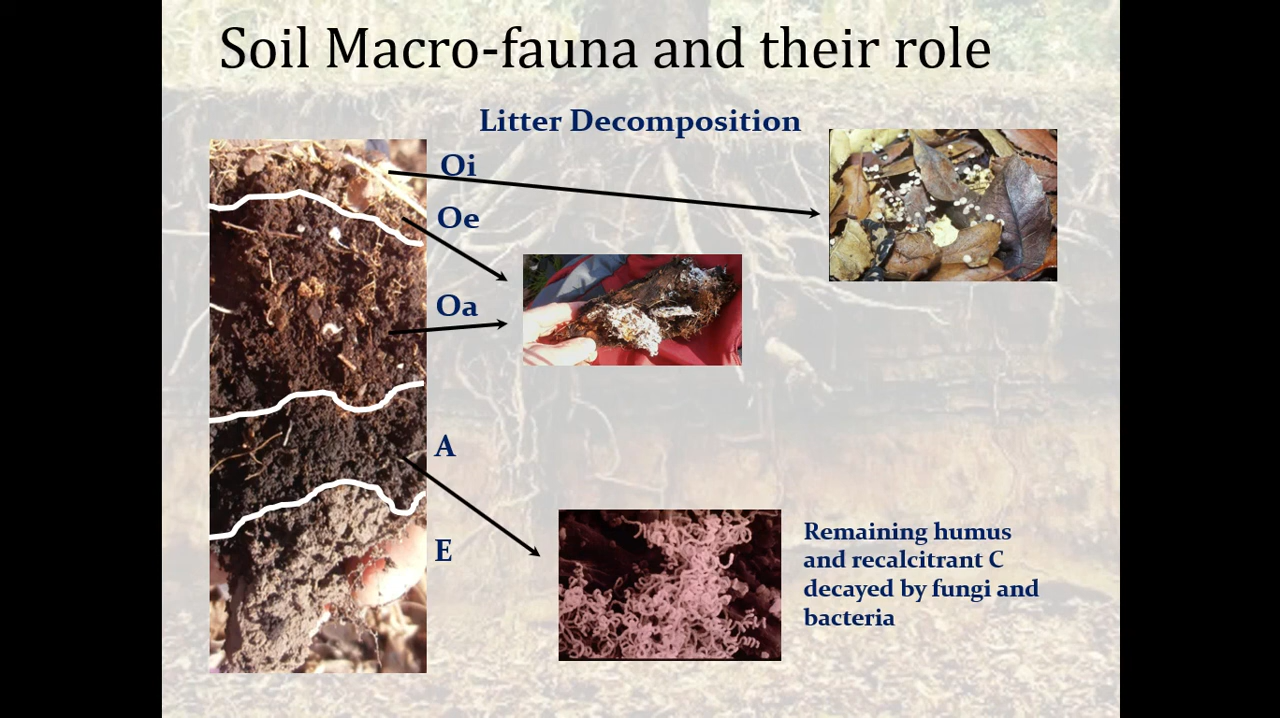 Soil Macro-fauna and their role
Litter Decomposition
Oi
Oe
Oa
A
E
Remaining humus
and recalcitrant C
decayed by fungi and
bacteria